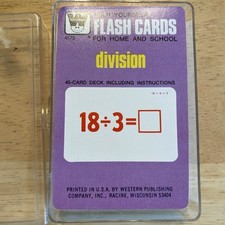 FLASH CARDS
FOR HOME AND SCHOOL
division
45-CARD DECK INCLUDING INSTRUCTIONS
18÷3=
PRINTED IN U.S.A. BY WESTERN PUBLISHING
COMPANY, INC., RACINE, WISCONSIN 53404